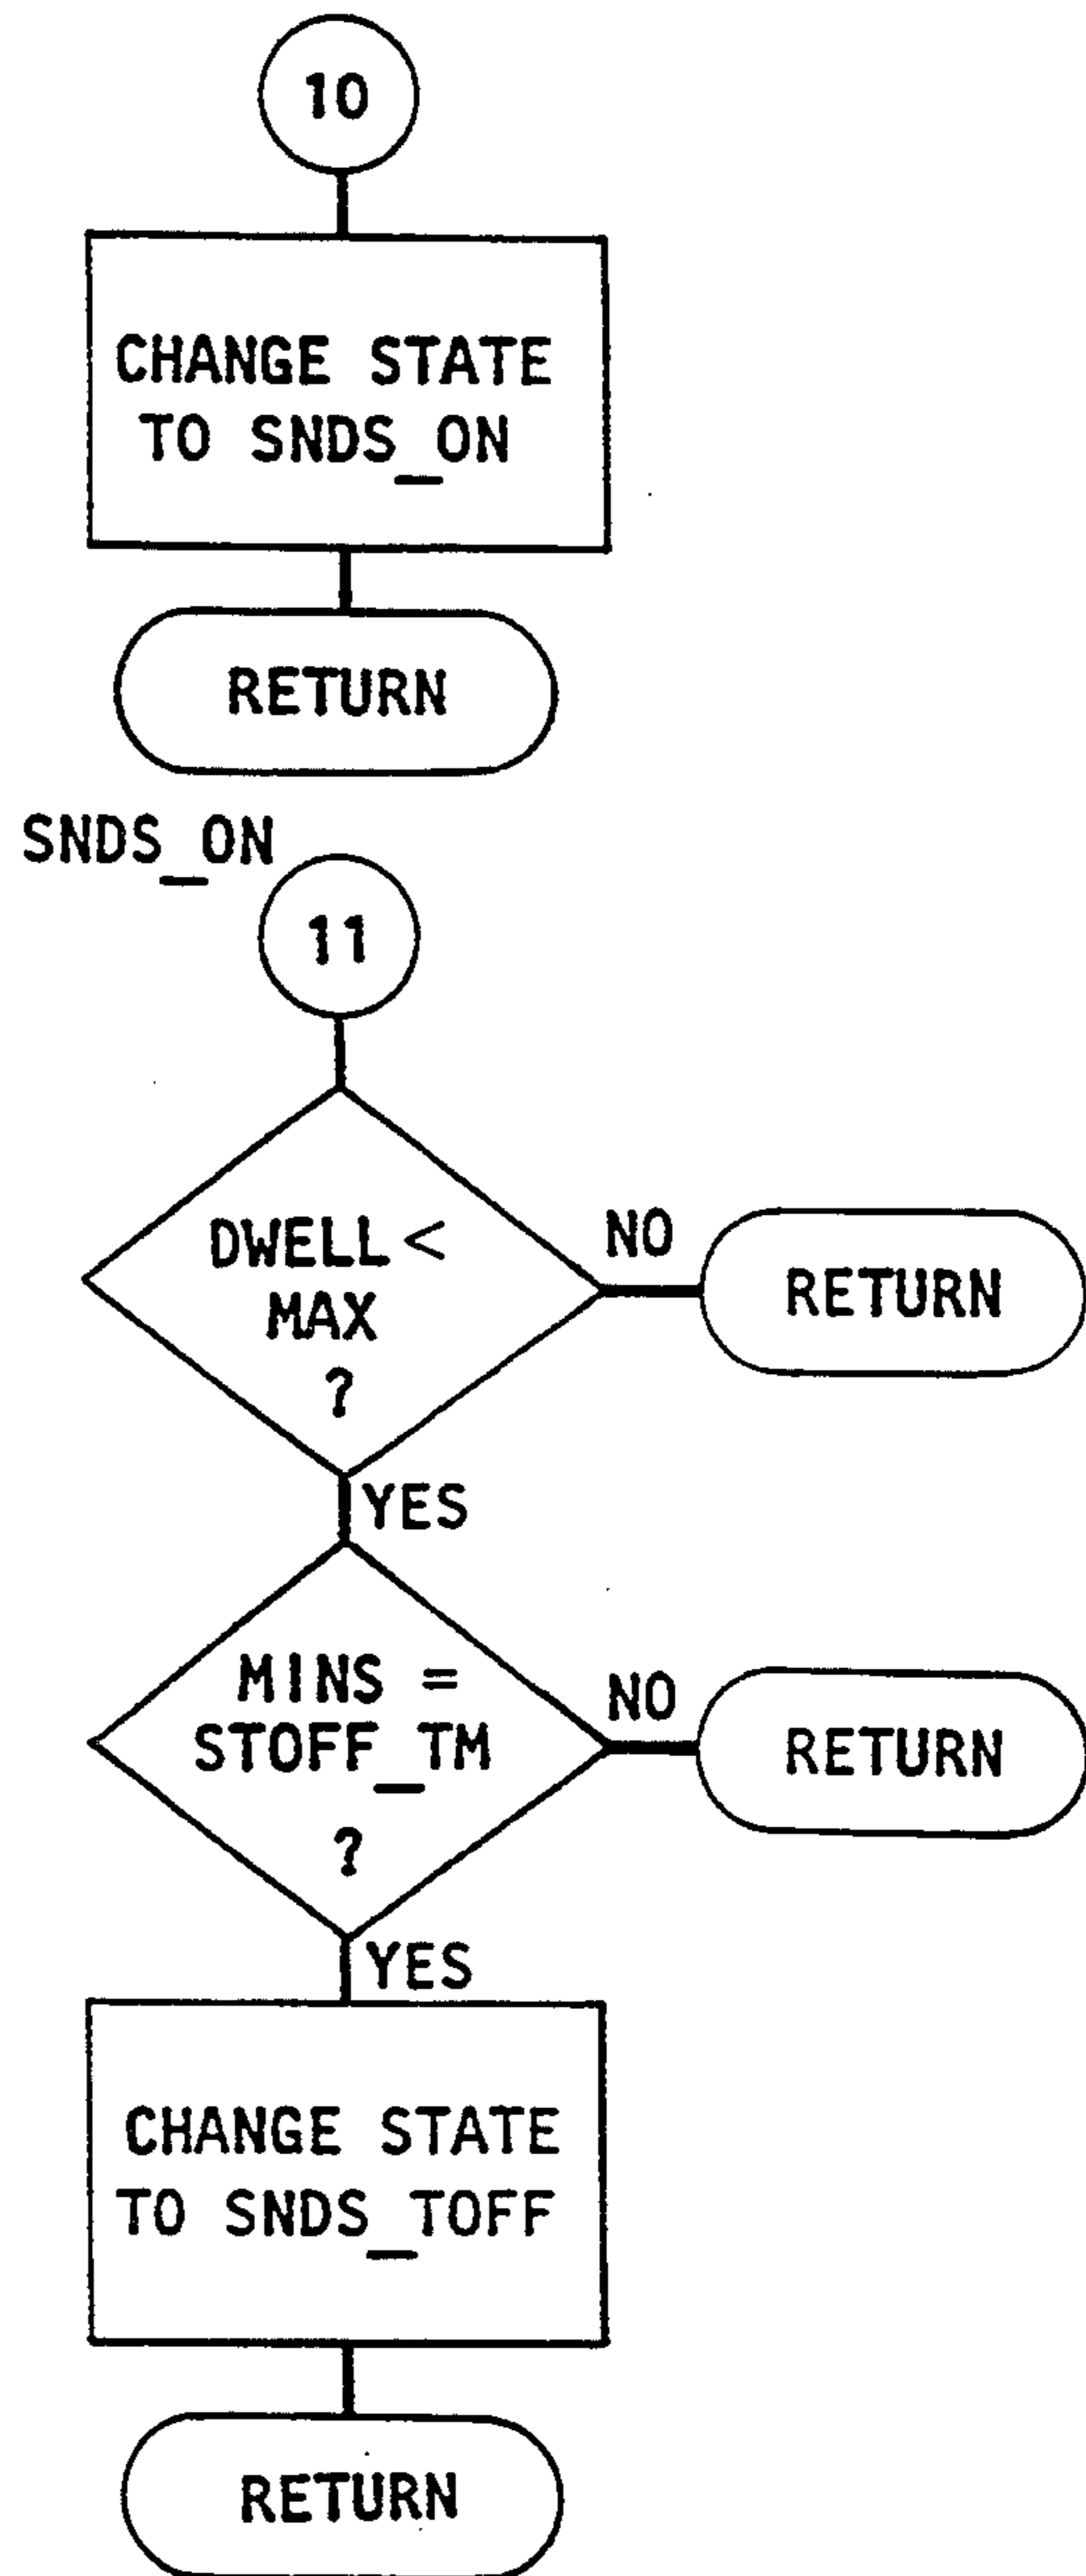 10
CHANGE STATE
TO SNDS_ON
RETURN
SNDS_ON
11
DWELL <
MAX
?
NO
RETURN
YES
MINS =
STOFF_TM
?
NO
RETURN
YES
CHANGE STATE
TO SNDS_TOFF
RETURN